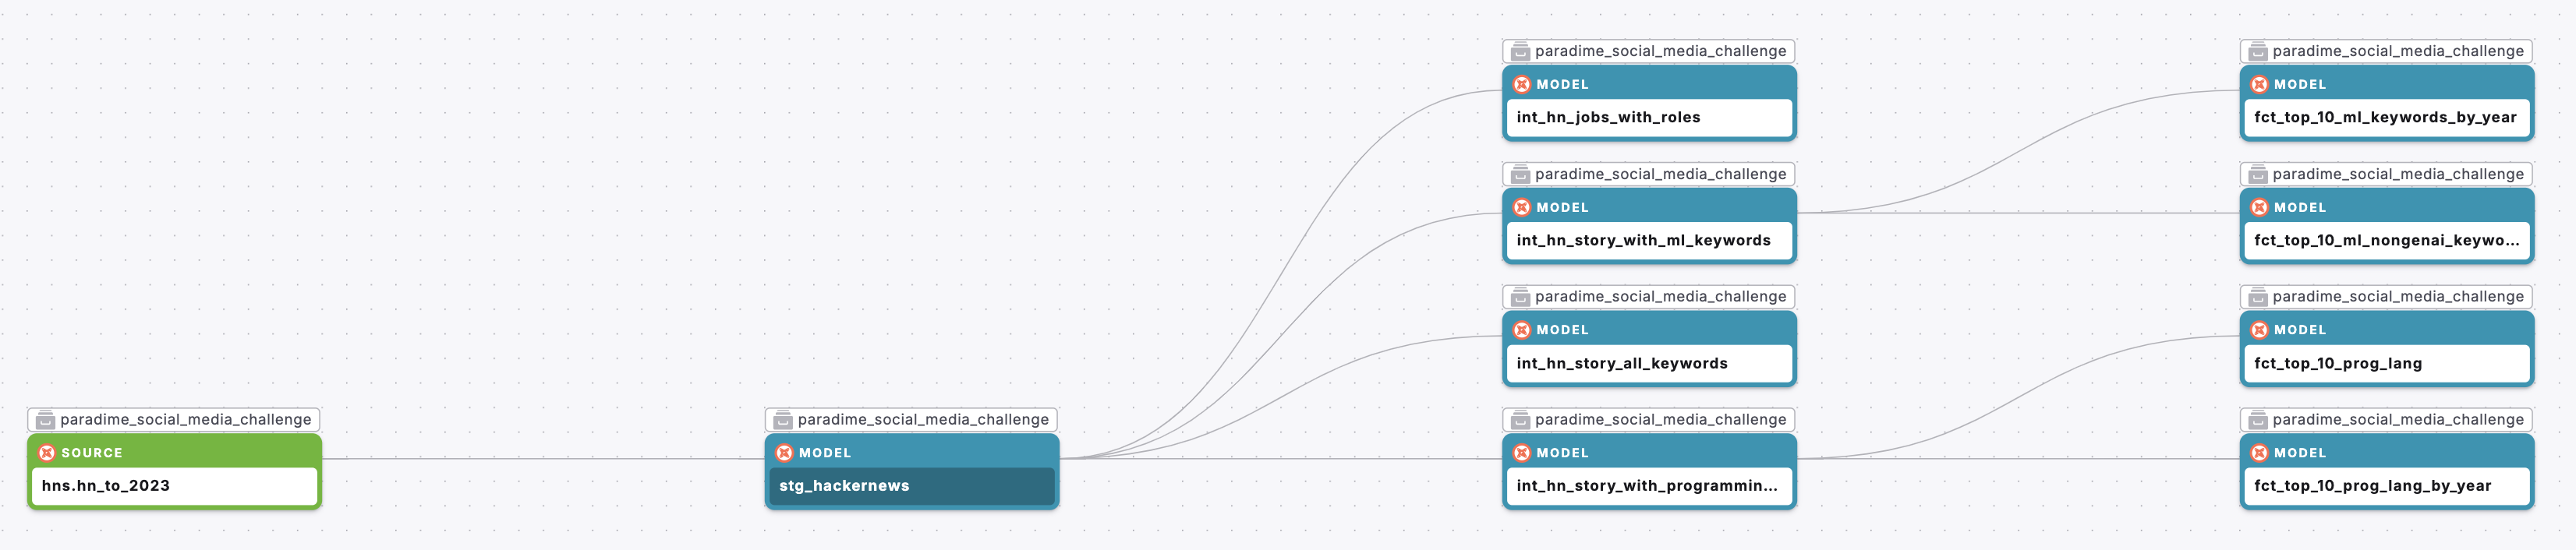 paradime_social_media_challenge
SOURCE
hns.hn_to_2023
paradime_social_media_challenge
MODEL
stg_hackernews
paradime_social_media_challenge
MODEL
int_hn_jobs_with_roles
paradime_social_media_challenge
MODEL
int_hn_story_with_ml_keywords
paradime_social_media_challenge
MODEL
int_hn_story_all_keywords
paradime_social_media_challenge
MODEL
int_hn_story_with_programmin...
paradime_social_media_challenge
MODEL
fct_top_10_ml_keywords_by_year
paradime_social_media_challenge
MODEL
fct_top_10_ml_nongenai_keywo...
paradime_social_media_challenge
MODEL
fct_top_10_prog_lang
paradime_social_media_challenge
MODEL
fct_top_10_prog_lang_by_year